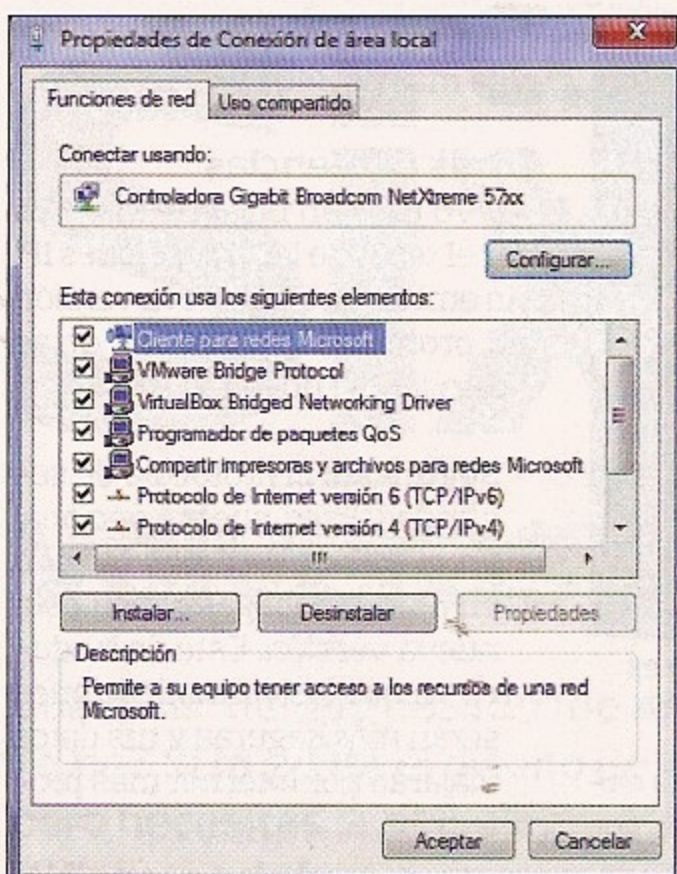 Propiedades de Conexión de área local
Funciones de red
Uso compartido
Conectar usando:
Controladora Gigabit Broadcom NetXtreme 57xx
Configurar...
Esta conexión usa los siguientes elementos:
Cliente para redes Microsoft
VMware Bridge Protocol
VirtualBox Bridged Networking Driver
Programador de paquetes QoS
Compartir impresoras y archivos para redes Microsoft
Protocolo de Internet versión 6 (TCP/IPv6)
Protocolo de Internet versión 4 (TCP/IPv4)
Instalar...
Desinstalar
Propiedades
Descripción
Permite a su equipo tener acceso a los recursos de una red
Microsoft.
Aceptar
Cancelar